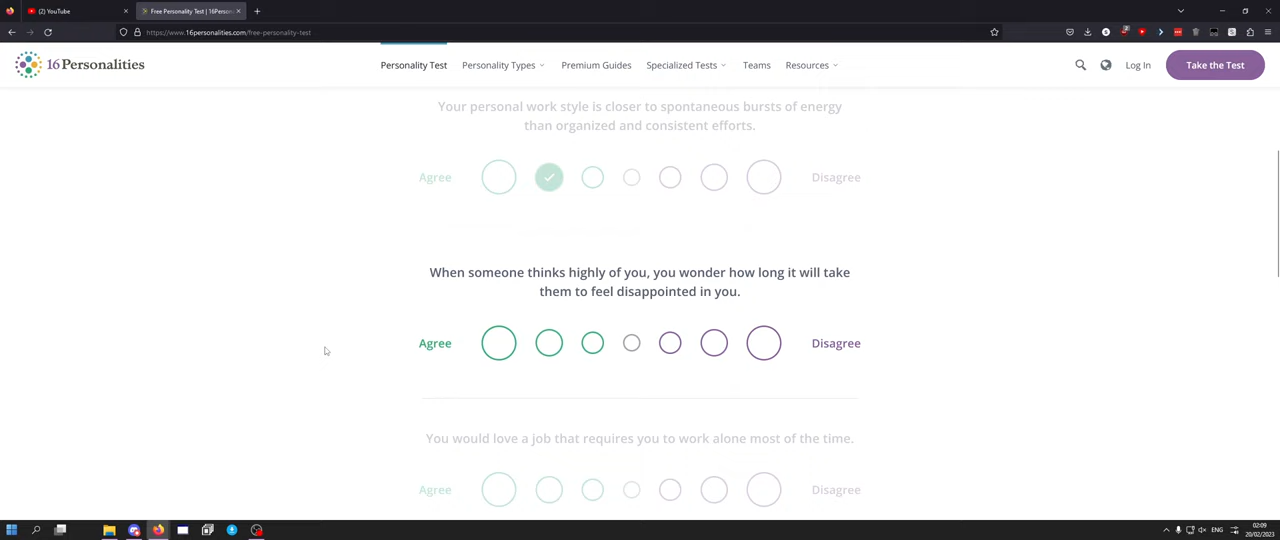 (2) YouTube
Free Personality Test | 16Person
https://www.16personalities.com/free-personality-test
16Personalities
Personality Test
Personality Types
Premium Guides
Specialized Tests
Teams
Resources
Log In
Take the Test
Your personal work style is closer to spontaneous bursts of energy
than organized and consistent efforts.
Agree
Disagree
When someone thinks highly of you, you wonder how long it will take
them to feel disappointed in you.
Agree
Disagree
You would love a job that requires you to work alone most of the time.
Agree
Disagree
ENG
02:09
20/02/2023